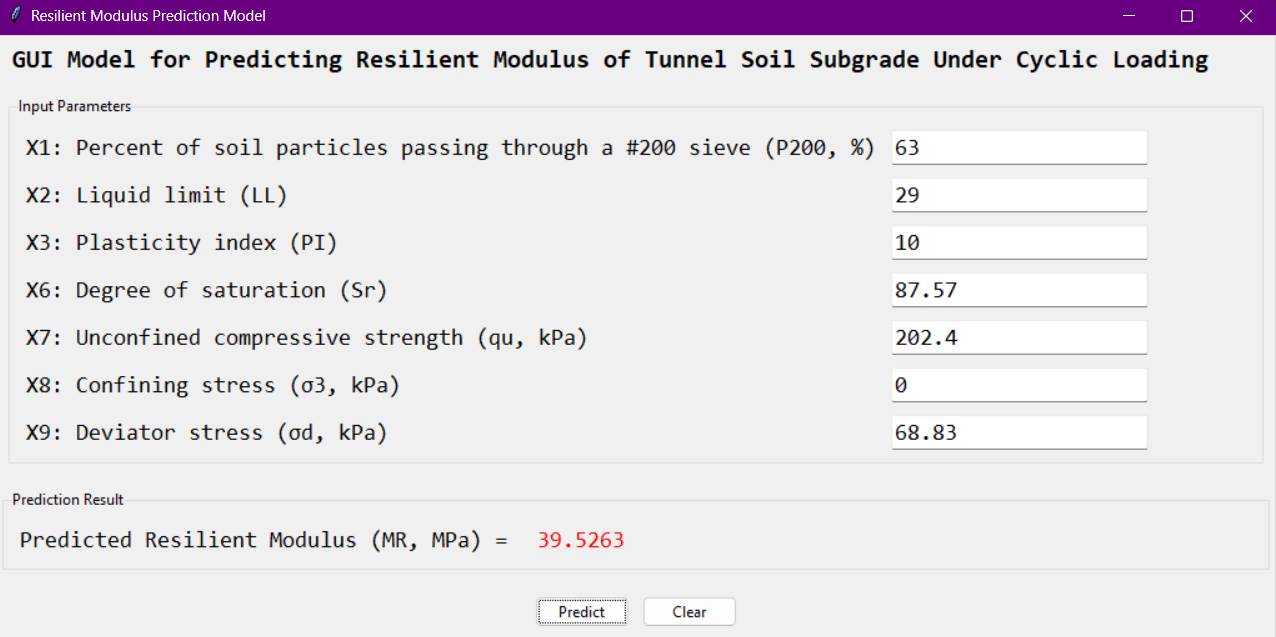 Resilient Modulus Prediction Model
GUI Model for Predicting Resilient Modulus of Tunnel Soil Subgrade Under Cyclic Loading
Input Parameters
X1: Percent of soil particles passing through a #200 sieve (P200, %) 63
X2: Liquid limit (LL) 29
X3: Plasticity index (PI) 10
X6: Degree of saturation (Sr) 87.57
X7: Unconfined compressive strength (qu, kPa) 202.4
X8: Confining stress (σ3, kPa) 0
X9: Deviator stress (σd, kPa) 68.83
Prediction Result
Predicted Resilient Modulus (MR, MPa) = 39.5263
Predict Clear